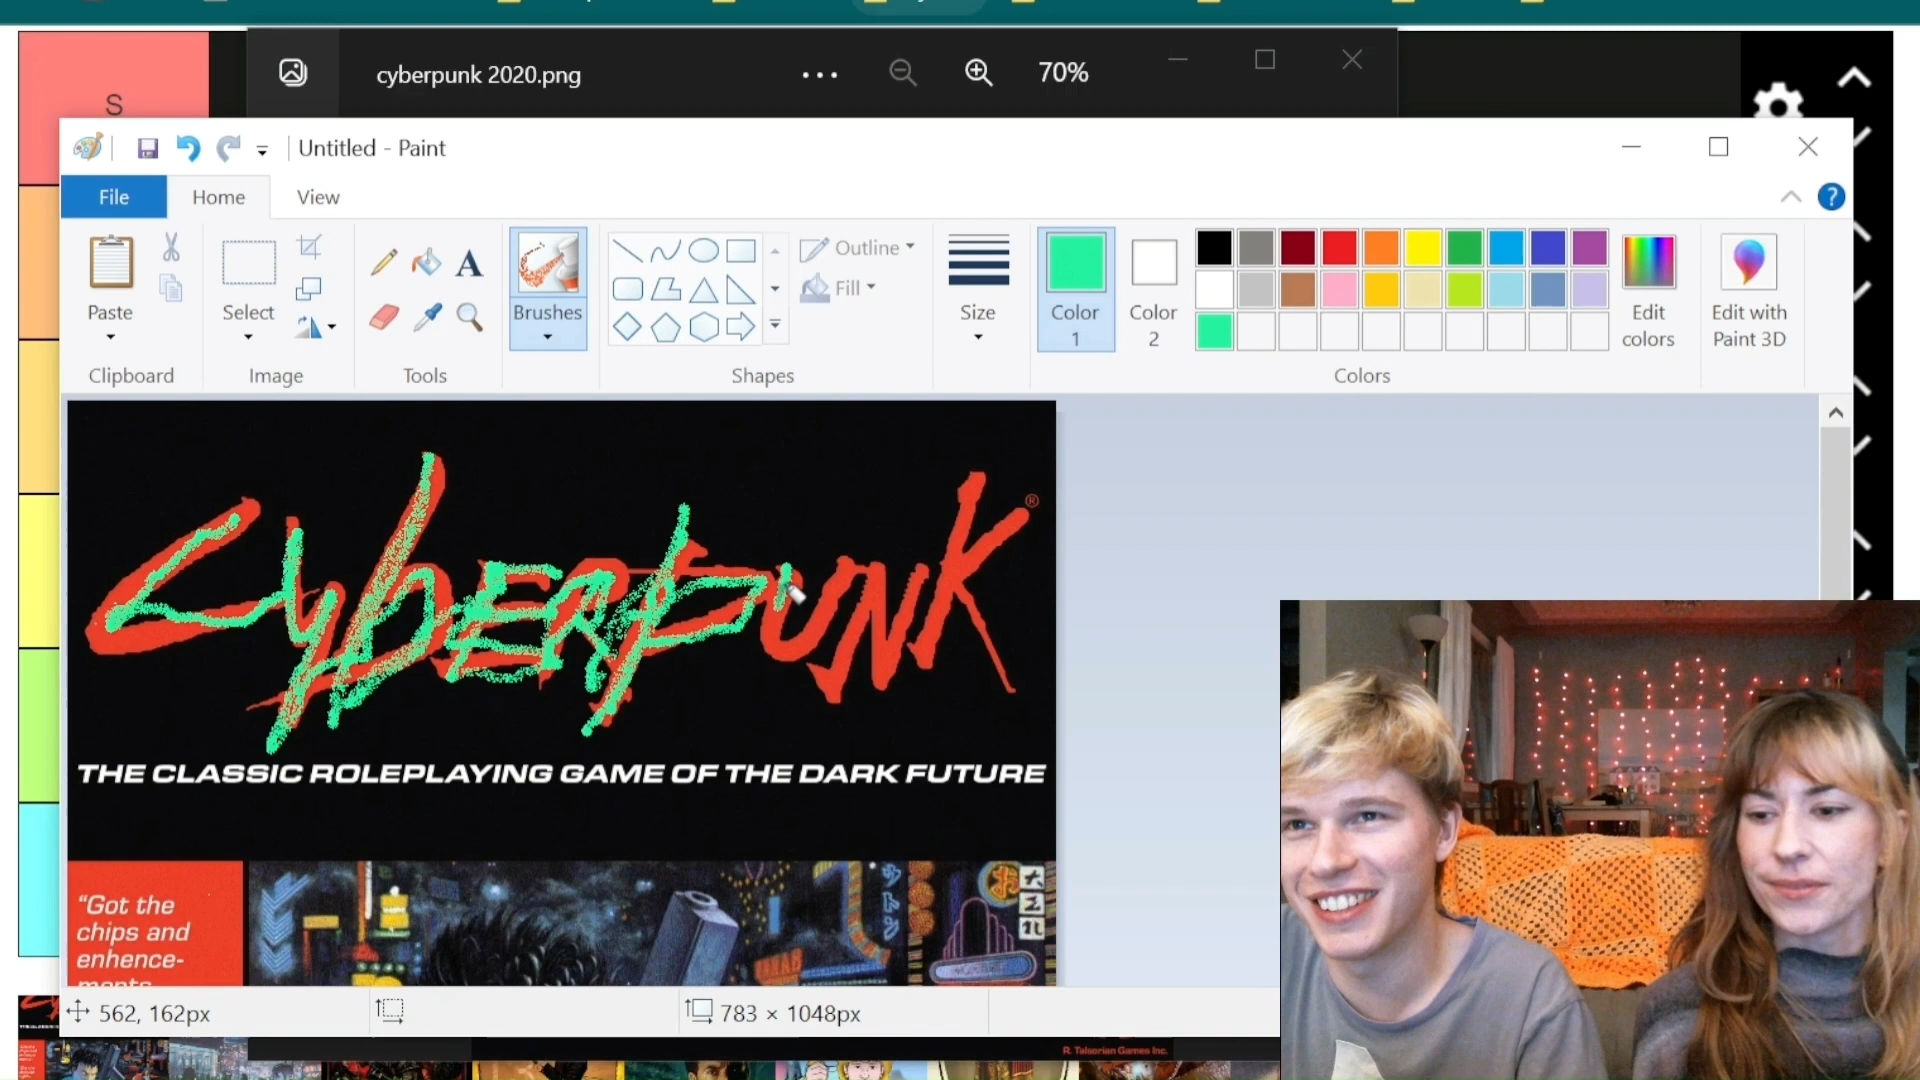 cyberpunk 2020.png
70%
S
Untitled - Paint
File
Home
View
?
Paste
Select
A
Brushes
Outline
Fill
Size
Color
1
Color
2
Edit
colors
Edit with
Paint 3D
Clipboard
Image
Tools
Shapes
Colors
CYBERPUNK®
THE CLASSIC ROLEPLAYING GAME OF THE DARK FUTURE
"Got the
chips and
enhence-
ments
562, 162px
783 × 1048px
R. Talsorian Games Inc.